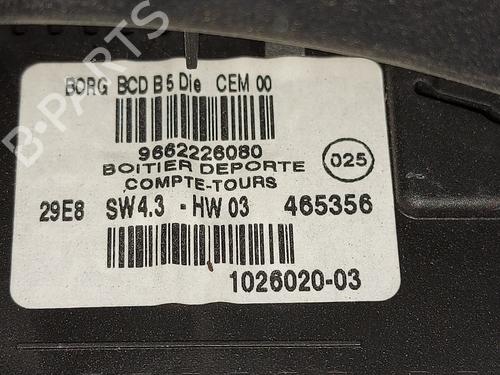 B-PARTS
BORG BCD B5 Die CEM 00
9662226080
BOITIER DEPORTE
COMPTE-TOURS
025
29E8 SW4.3 - HW 03 465356
1026020-03